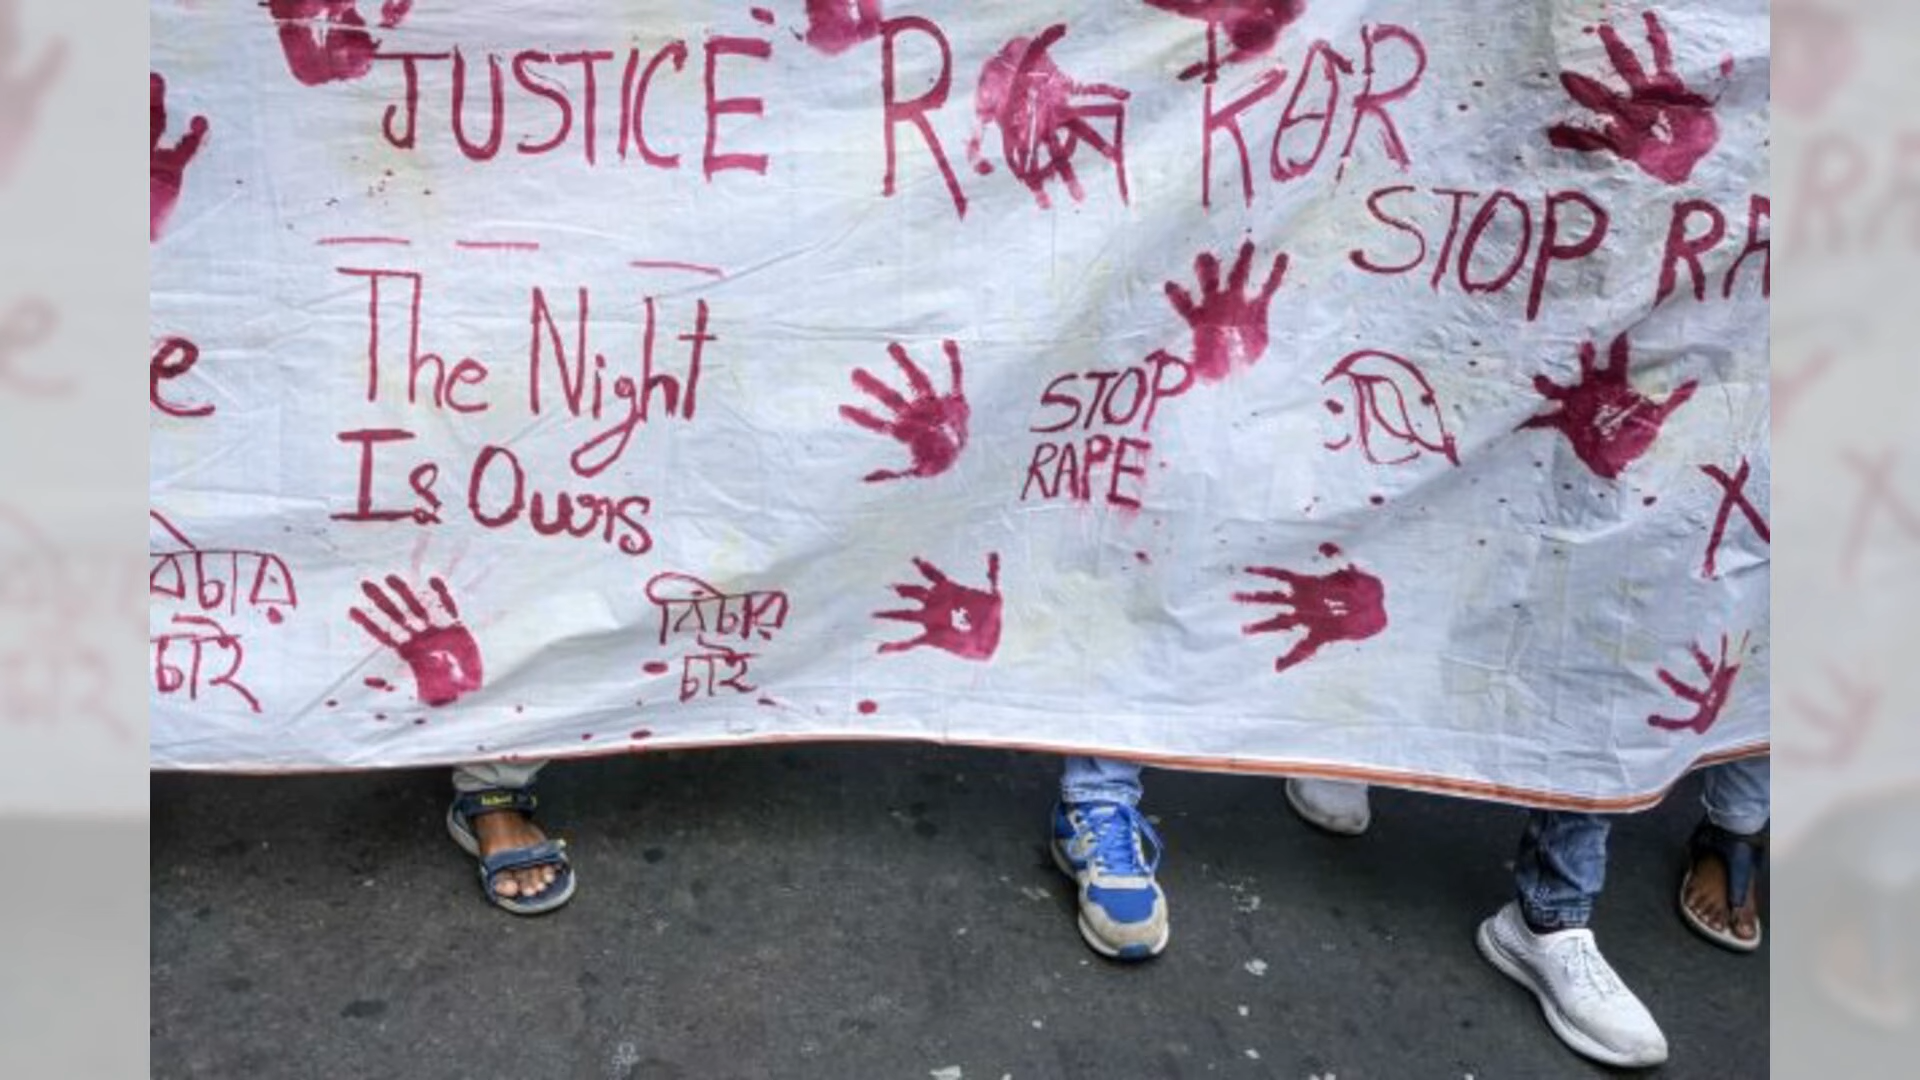 JUSTICE R G KAR
STOP RA
The Night
Is Ours
e
STOP
RAPE
বিচার
চাই
বিচার
চাই